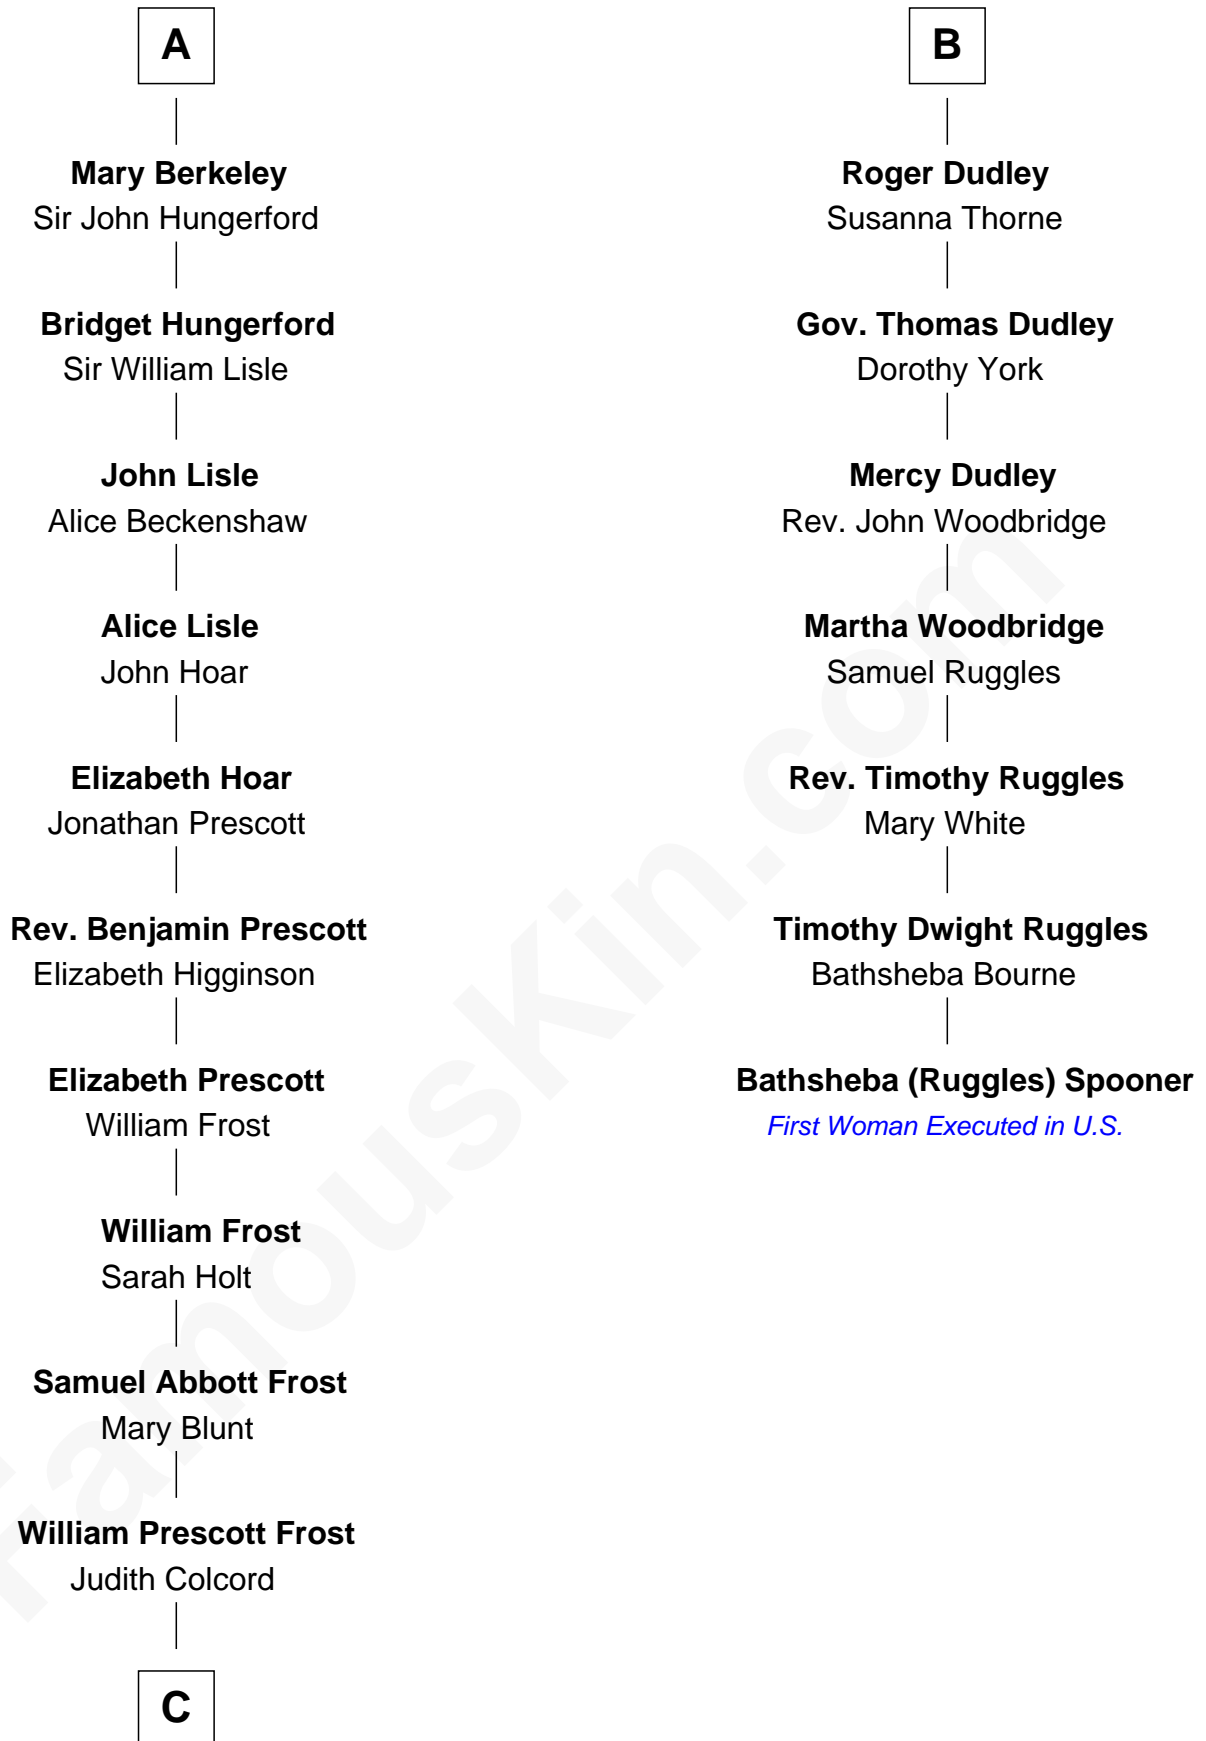 A
Mary Berkeley
Sir John Hungerford
Bridget Hungerford
Sir William Lisle
John Lisle
Alice Beckenshaw
Alice Lisle
John Hoar
Elizabeth Hoar
Jonathan Prescott
Rev. Benjamin Prescott
Elizabeth Higginson
Elizabeth Prescott
William Frost
William Frost
Sarah Holt
Samuel Abbott Frost
Mary Blunt
William Prescott Frost
Judith Colcord
C
B
Roger Dudley
Susanna Thorne
Gov. Thomas Dudley
Dorothy York
Mercy Dudley
Rev. John Woodbridge
Martha Woodbridge
Samuel Ruggles
Rev. Timothy Ruggles
Mary White
Timothy Dwight Ruggles
Bathsheba Bourne
Bathsheba (Ruggles) Spooner
First Woman Executed in U.S.
FamousKin.com